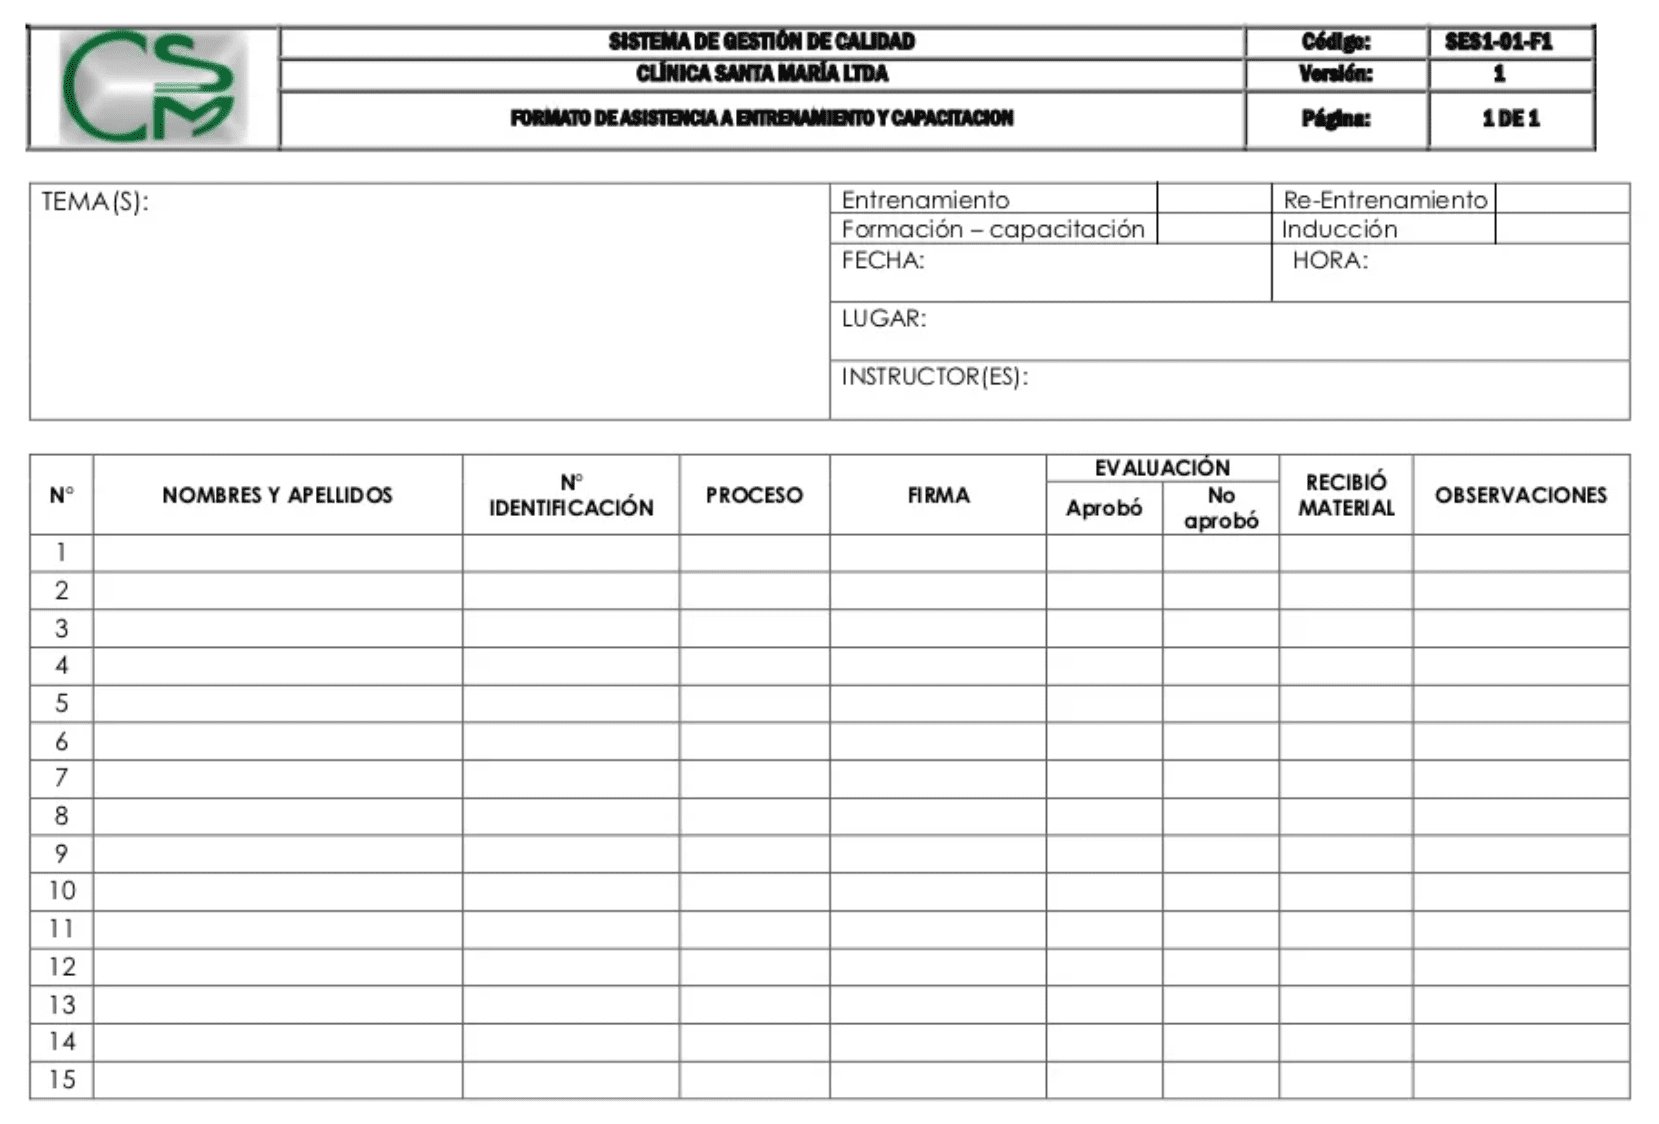 CSM
SISTEMA DE GESTIÓN DE CALIDAD
Código:
SES1-01-F1
CLÍNICA SANTA MARÍA LTDA
Versión:
1
FORMATO DE ASISTENCIA A ENTRENAMIENTO Y CAPACITACION
Página:
1 DE 1
TEMA(S):
Entrenamiento
Re-Entrenamiento
Formación – capacitación
Inducción
FECHA:
HORA:
LUGAR:
INSTRUCTOR(ES):
N°
NOMBRES Y APELLIDOS
N°
IDENTIFICACIÓN
PROCESO
FIRMA
EVALUACIÓN
Aprobó
No
aprobó
RECIBIÓ
MATERIAL
OBSERVACIONES
1
2
3
4
5
6
7
8
9
10
11
12
13
14
15